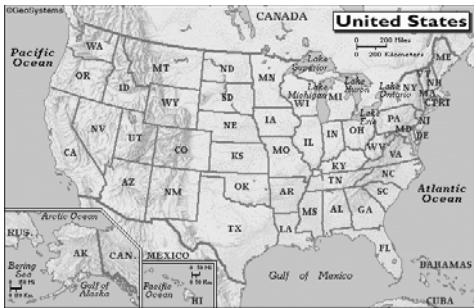 ©GeoSystems
CANADA
United States
0 200 Miles
0 200 Kilometers
Pacific
Ocean
WA
MT
ND
MN
Lake
Superior
ME
OR
ID
SD
WI
Lake
Michigan
MI
Lake
Huron
Lake
Ontario
NY
VT
NH
MA
CT
RI
WY
Lake
Erie
PA
NJ
NV
NE
IA
IL
IN
OH
MD
DE
UT
CO
KS
MO
WV
VA
CA
KY
AZ
NM
OK
AR
TN
NC
SC
Atlantic
Ocean
MS
AL
GA
TX
LA
FL
Arctic Ocean
RUS.
AK
CAN.
MEXICO
Bering
Sea
Gulf of
Alaska
Pacific
Ocean
HI
Gulf of Mexico
BAHAMAS
CUBA